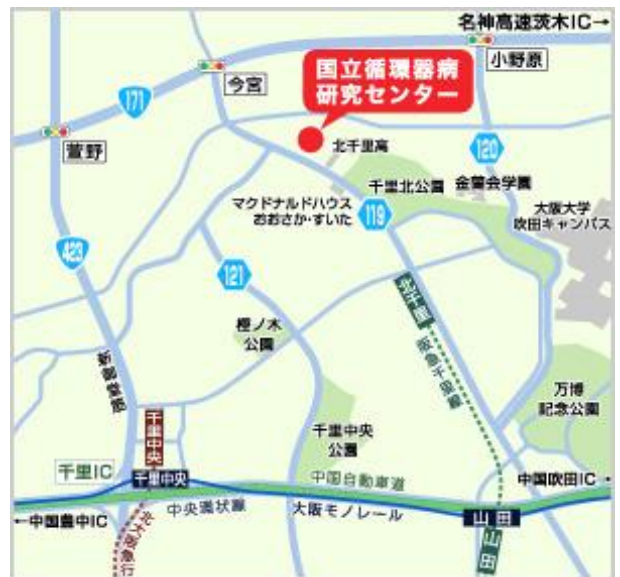 名神高速茨木IC→
小野原
今宮
国立循環器病
研究センター
171
萱野
北千里高
120
千里北公園
金蘭会学園
マクドナルドハウス
おおさか・すいた
119
大阪大学
吹田キャンパス
423
121
北千里
樫ノ木
公園
阪急千里線
新御堂筋
万博
記念公園
千里中央
千里中央
公園
千里IC
千里中央
中国自動車道
中国吹田IC→
←中国豊中IC
中央環状線
大阪モノレール
山田
山田
北大阪急行